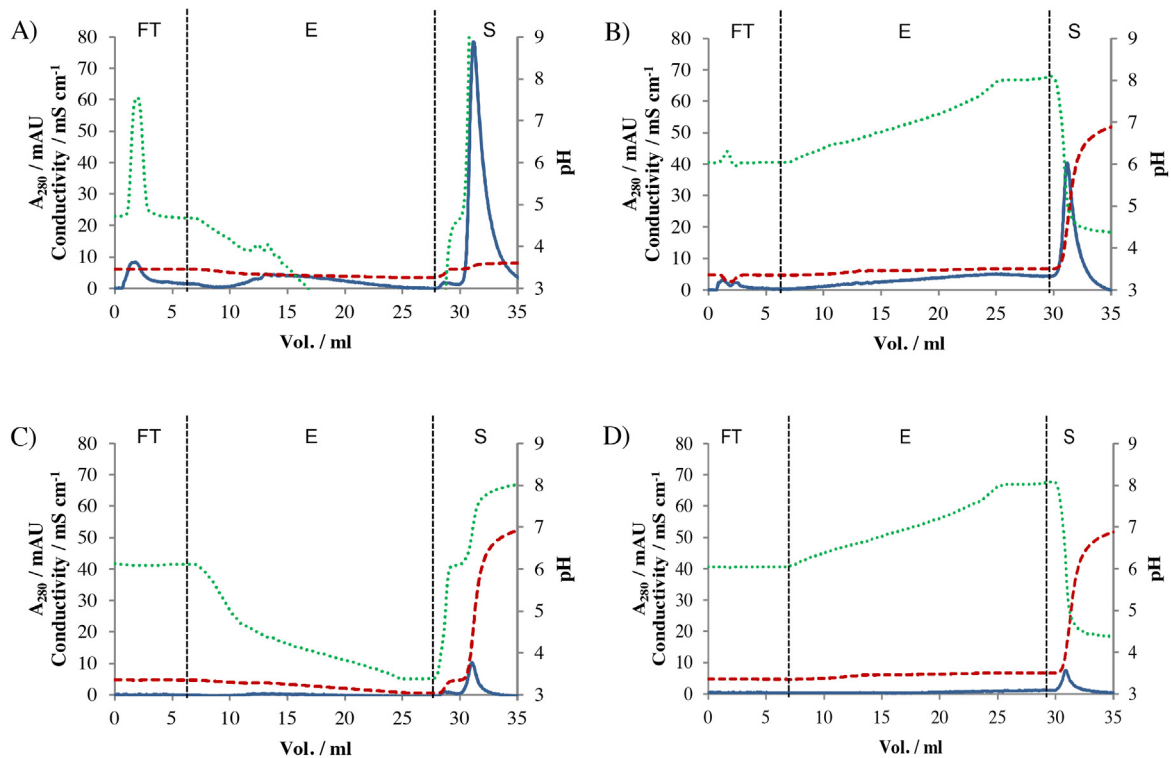 A)
FT E S
80 70 60 50 40 30 20 10 0
A280 / mAU
Conductivity / mS cm-1
9 8 7 6 5 4 3
pH
0 5 10 15 20 25 30 35
Vol. / ml
B)
FT E S
80 70 60 50 40 30 20 10 0
A280 / mAU
Conductivity / mS cm-1
9 8 7 6 5 4 3
pH
0 5 10 15 20 25 30 35
Vol. / ml
C)
FT E S
80 70 60 50 40 30 20 10 0
A280 / mAU
Conductivity / mS cm-1
9 8 7 6 5 4 3
pH
0 5 10 15 20 25 30 35
Vol. / ml
D)
FT E S
80 70 60 50 40 30 20 10 0
A280 / mAU
Conductivity / mS cm-1
9 8 7 6 5 4 3
pH
0 5 10 15 20 25 30 35
Vol. / ml